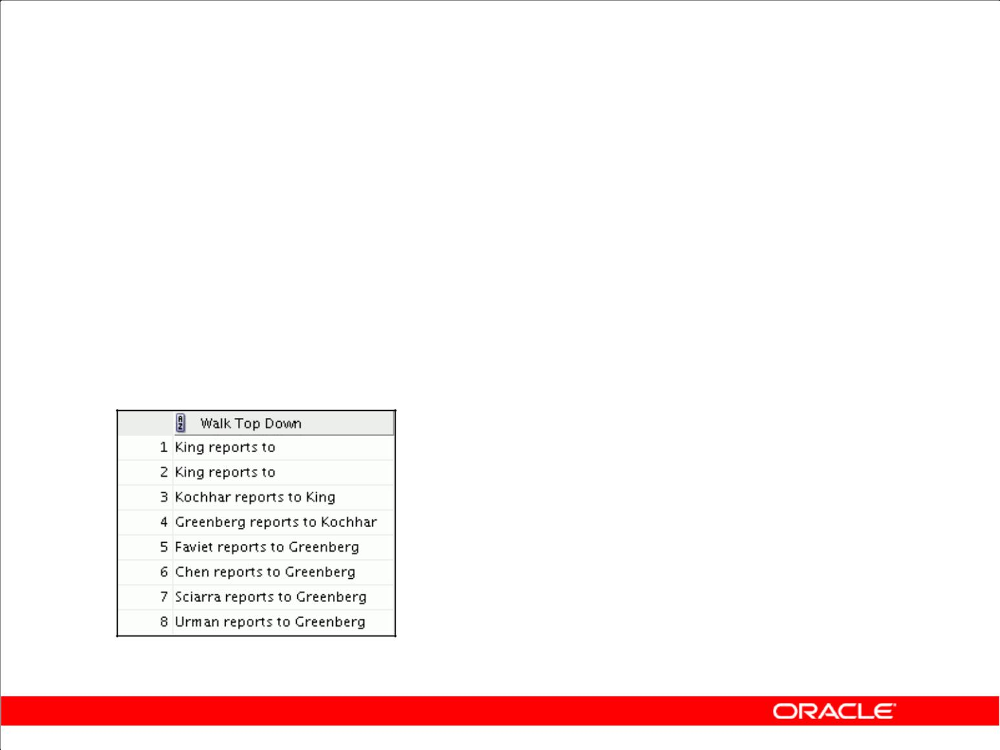 Walk Top Down
1 King reports to
2 King reports to
3 Kochhar reports to King
4 Greenberg reports to Kochhar
5 Faviet reports to Greenberg
6 Chen reports to Greenberg
7 Sciarra reports to Greenberg
8 Urman reports to Greenberg
ORACLE